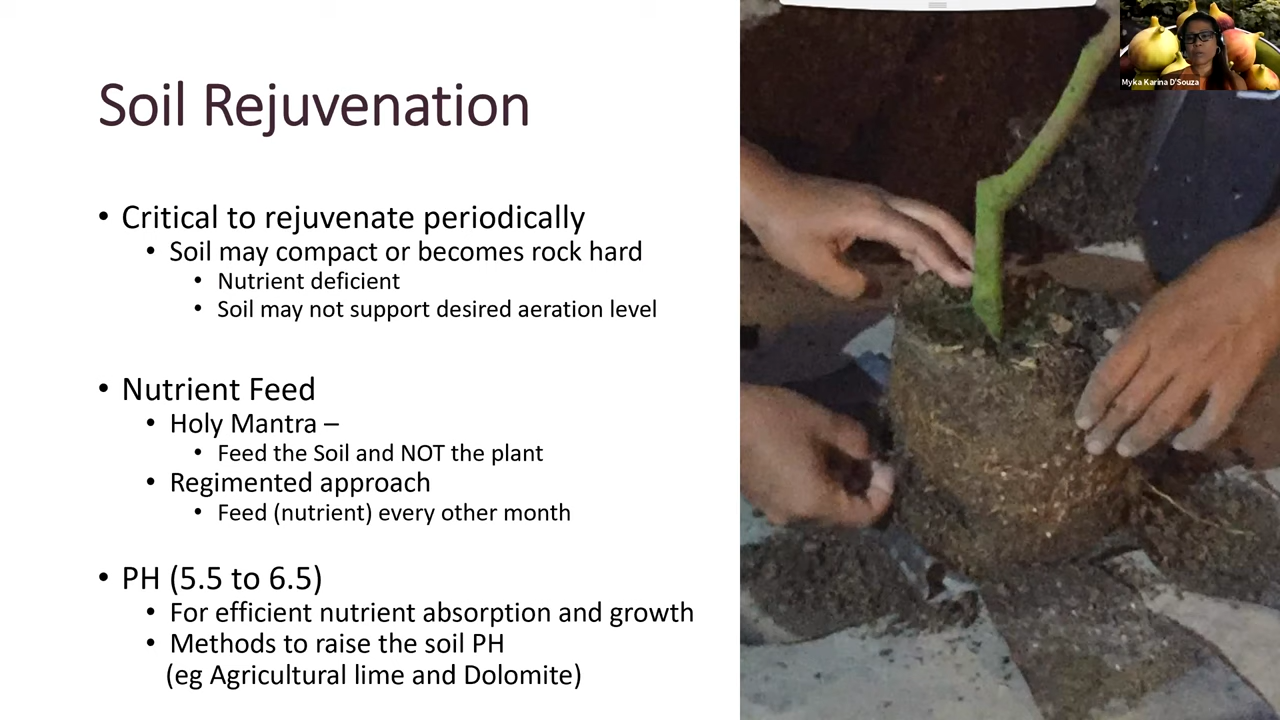 Soil Rejuvenation
• Critical to rejuvenate periodically
• Soil may compact or becomes rock hard
• Nutrient deficient
• Soil may not support desired aeration level
• Nutrient Feed
• Holy Mantra –
• Feed the Soil and NOT the plant
• Regimented approach
• Feed (nutrient) every other month
• PH (5.5 to 6.5)
• For efficient nutrient absorption and growth
• Methods to raise the soil PH
(eg Agricultural lime and Dolomite)
Myka Karina D'Souza